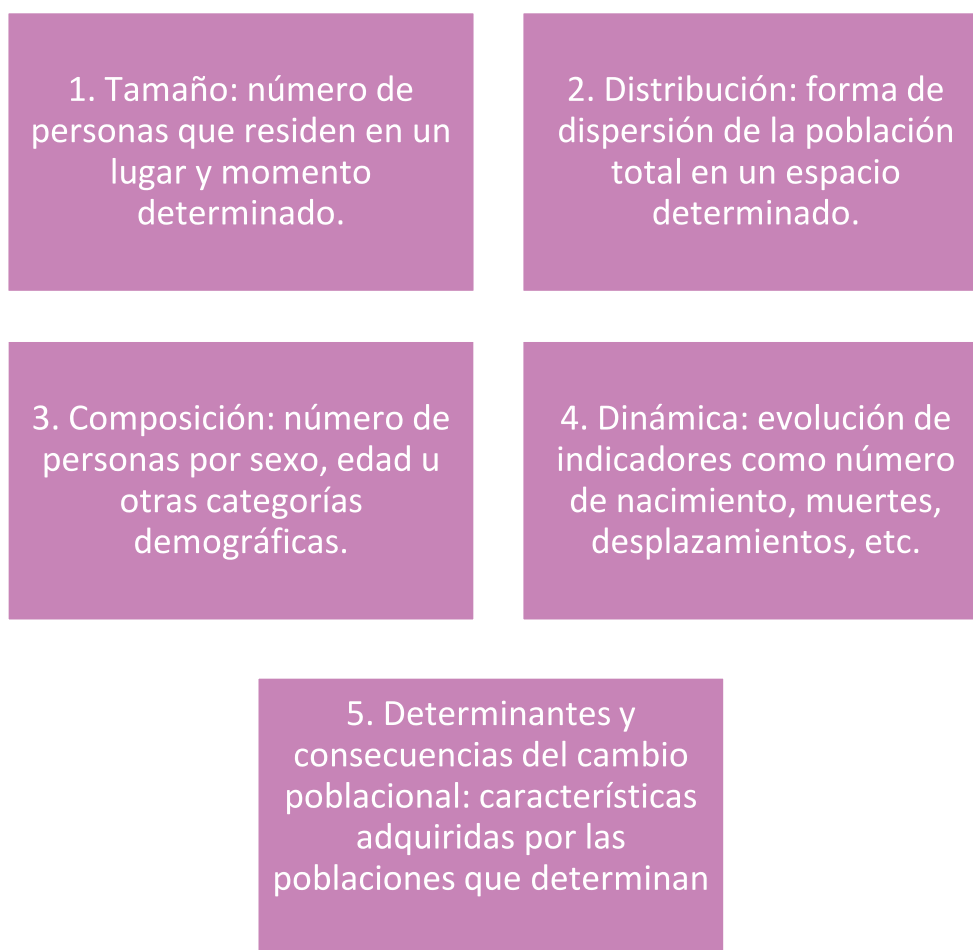 1. Tamaño: número de
personas que residen en un
lugar y momento
determinado.
2. Distribución: forma de
dispersión de la población
total en un espacio
determinado.
3. Composición: número de
personas por sexo, edad u
otras categorías
demográficas.
4. Dinámica: evolución de
indicadores como número
de nacimiento, muertes,
desplazamientos, etc.
5. Determinantes y
consecuencias del cambio
poblacional: características
adquiridas por las
poblaciones que determinan